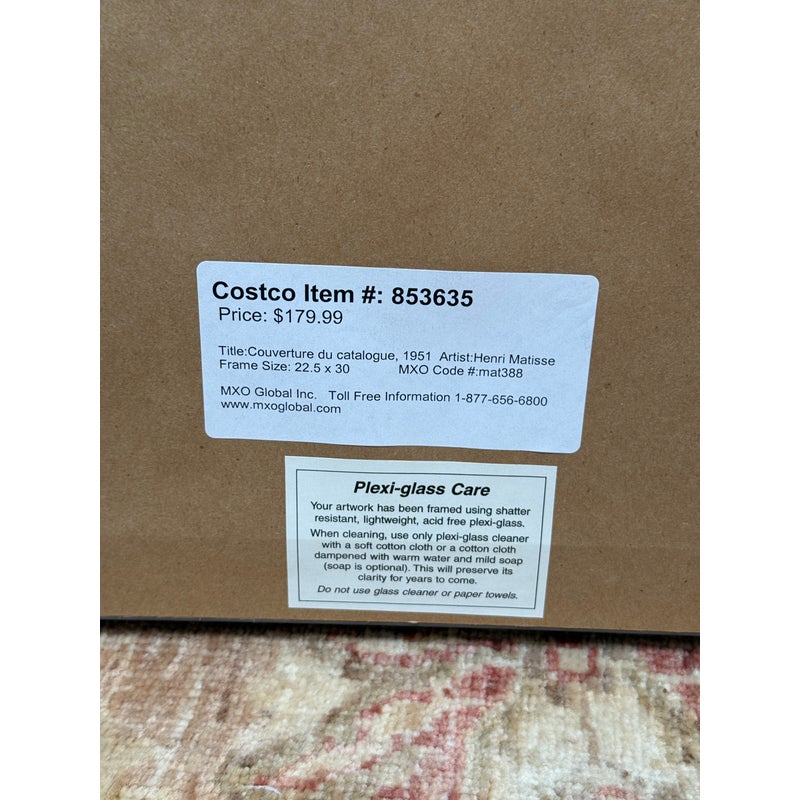 Costco Item #: 853635
Price: $179.99
Title:Couverture du catalogue, 1951 Artist:Henri Matisse
Frame Size: 22.5 x 30 MXO Code #:mat388
MXO Global Inc. Toll Free Information 1-877-656-6800
www.mxoglobal.com
Plexi-glass Care
Your artwork has been framed using shatter
resistant, lightweight, acid free plexi-glass.
When cleaning, use only plexi-glass cleaner
with a soft cotton cloth or a cotton cloth
dampened with warm water and mild soap
(soap is optional). This will preserve its
clarity for years to come.
Do not use glass cleaner or paper towels.